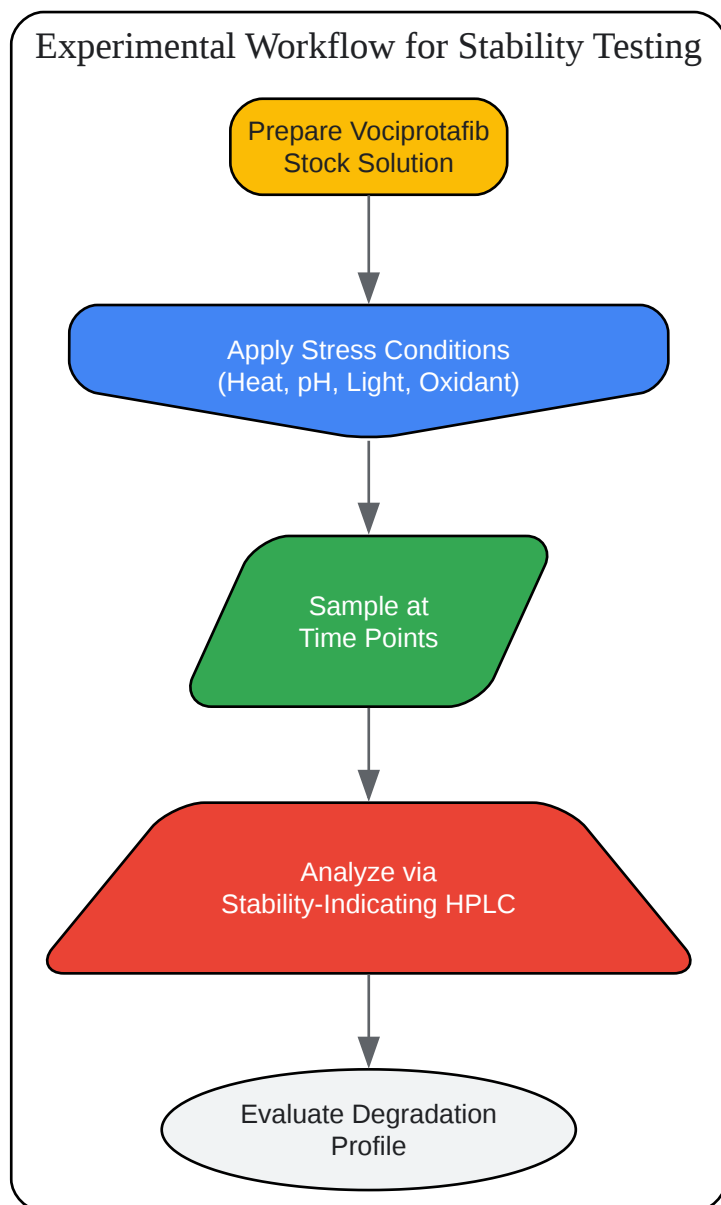 Experimental Workflow for Stability Testing
Prepare Vociprotafib
Stock Solution
Apply Stress Conditions
(Heat, pH, Light, Oxidant)
Sample at
Time Points
Analyze via
Stability-Indicating HPLC
Evaluate Degradation
Profile